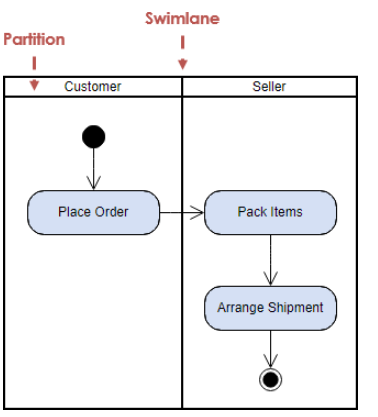 Swimlane
Partition
Customer
Seller
Place Order
Pack Items
Arrange Shipment